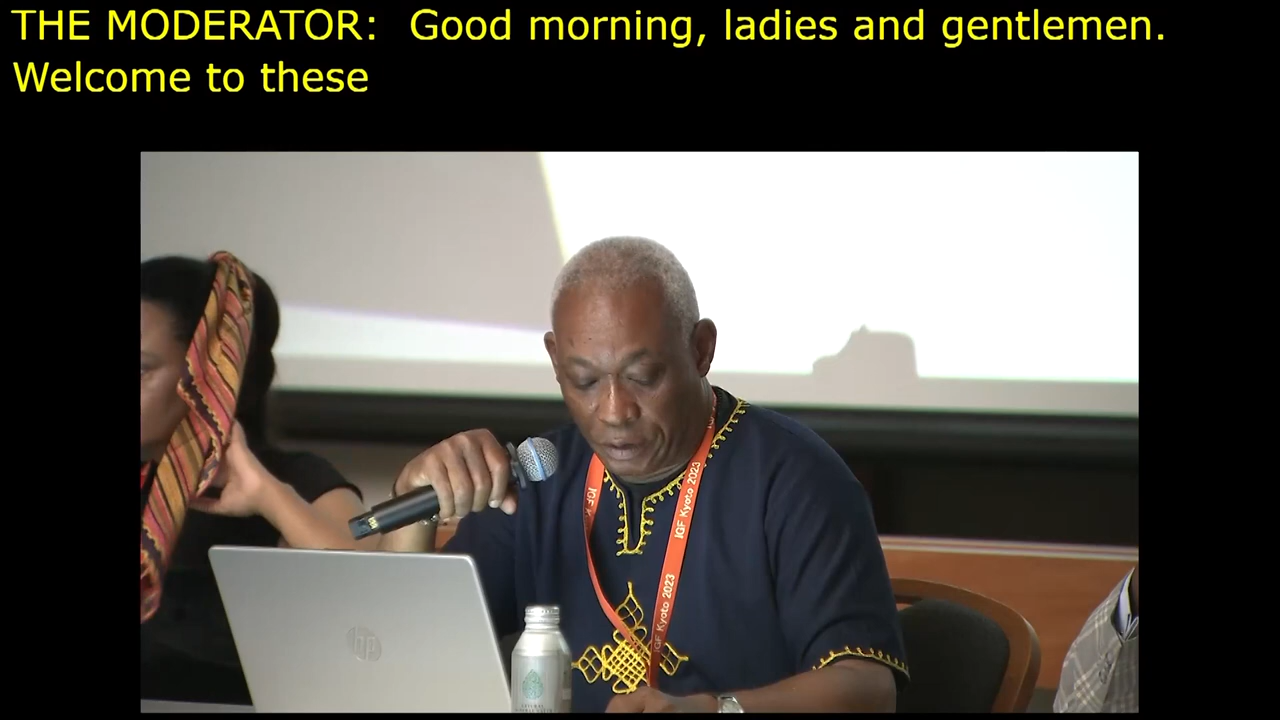 THE MODERATOR:  Good morning, ladies and gentlemen.
Welcome to these
IGF Kyoto 2023
IGF Kyoto 2023
hp